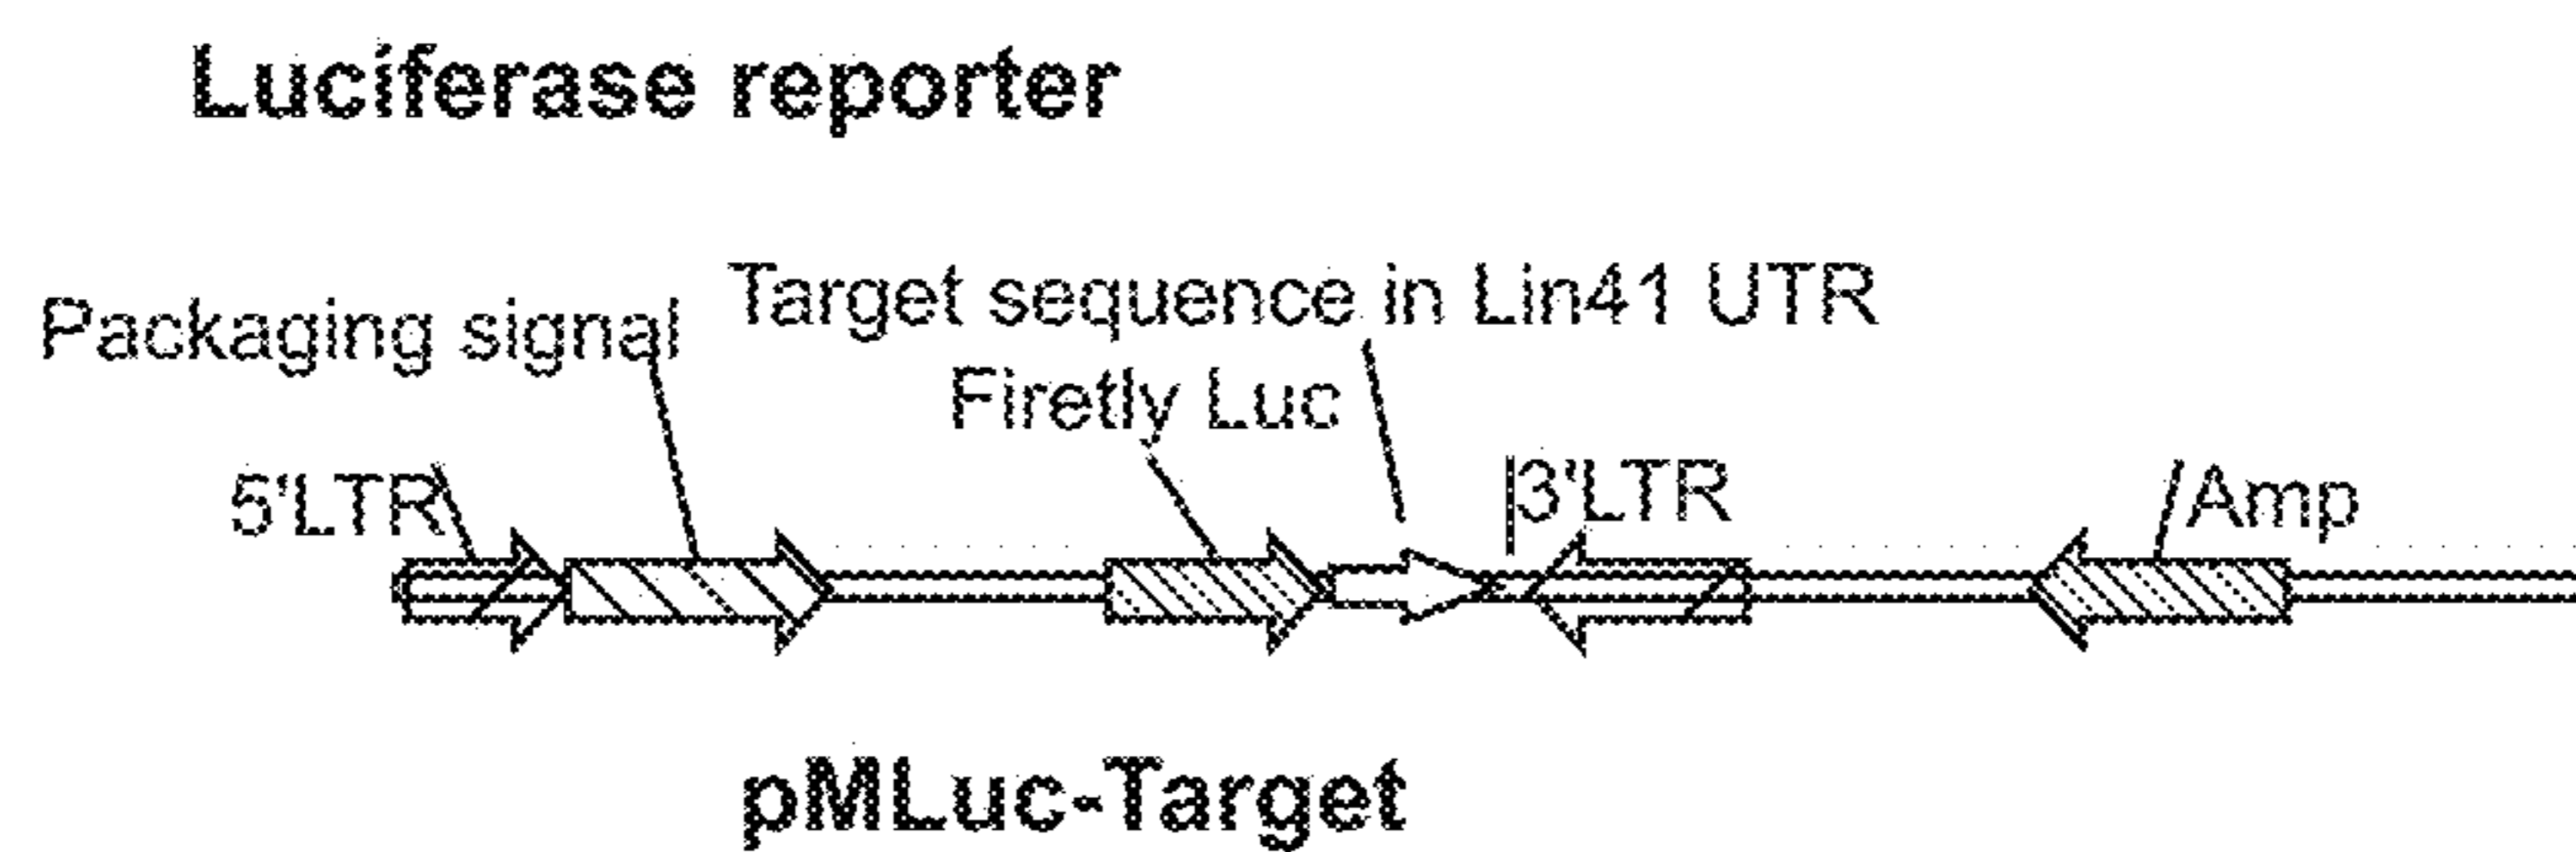 Luciferase reporter
Target sequence in Lin41 UTR
Packaging signal
Firetly Luc
5'LTR
3'LTR
Amp
pMLuc-Target